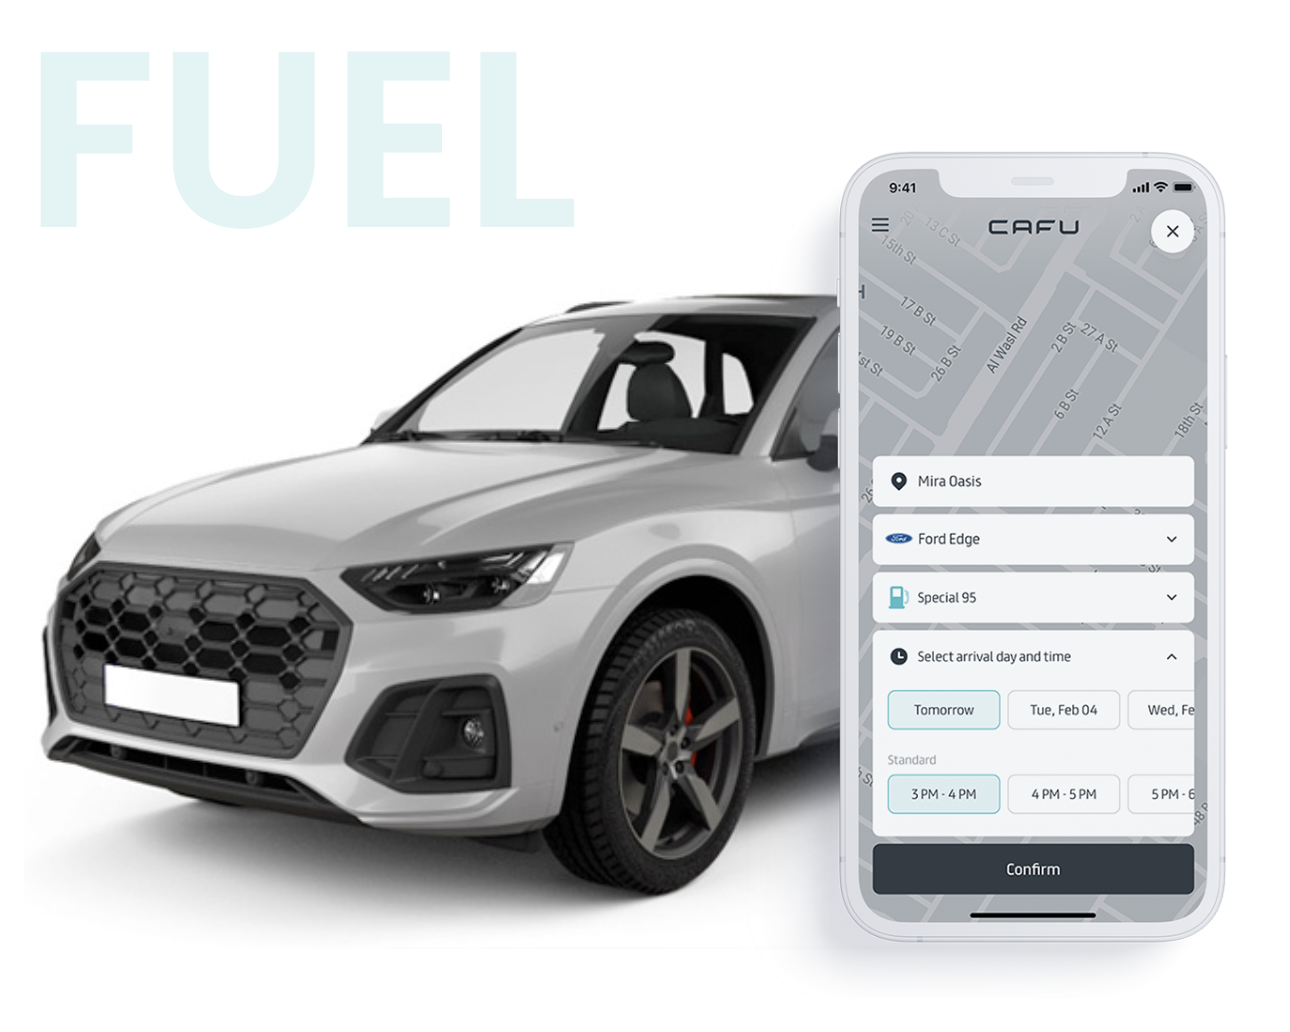 FUEL
9:41
CAFU
13 C St
15th St
17 B St
19 B St
26 B St
Al Wasl Rd
2 B St
27 A St
6 B St
12 A St
18th St
Mira Oasis
Ford
Ford Edge
Special 95
Select arrival day and time
Tomorrow
Tue, Feb 04
Wed, Fe
Standard
3 PM - 4 PM
4 PM - 5 PM
5 PM - 6
Confirm